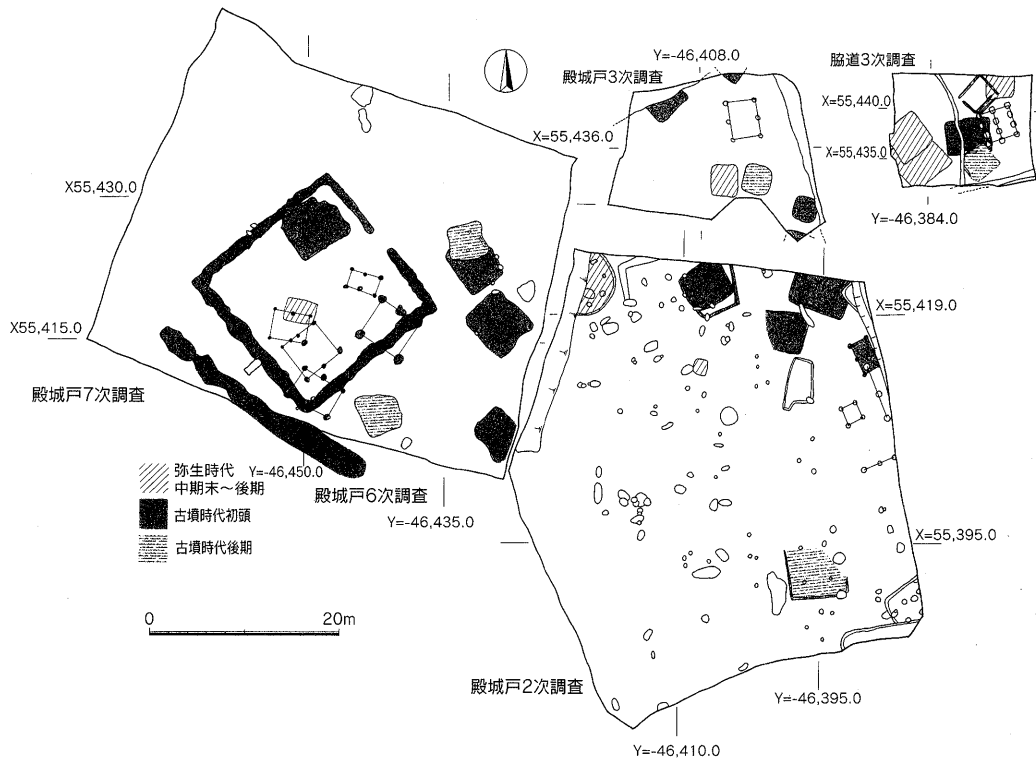 Y=-46,408.0
殿城戸3次調査
脇道3次調査
X=55,440.0
X=55,436.0
X=55,435.0
X55,430.0
Y=-46,384.0
X=55,419.0
X55,415.0
殿城戸7次調査
弥生時代
中期末～後期
Y=-46,450.0
殿城戸6次調査
古墳時代初頭
Y=-46,435.0
古墳時代後期
X=55,395.0
0
20m
殿城戸2次調査
Y=-46,395.0
Y=-46,410.0